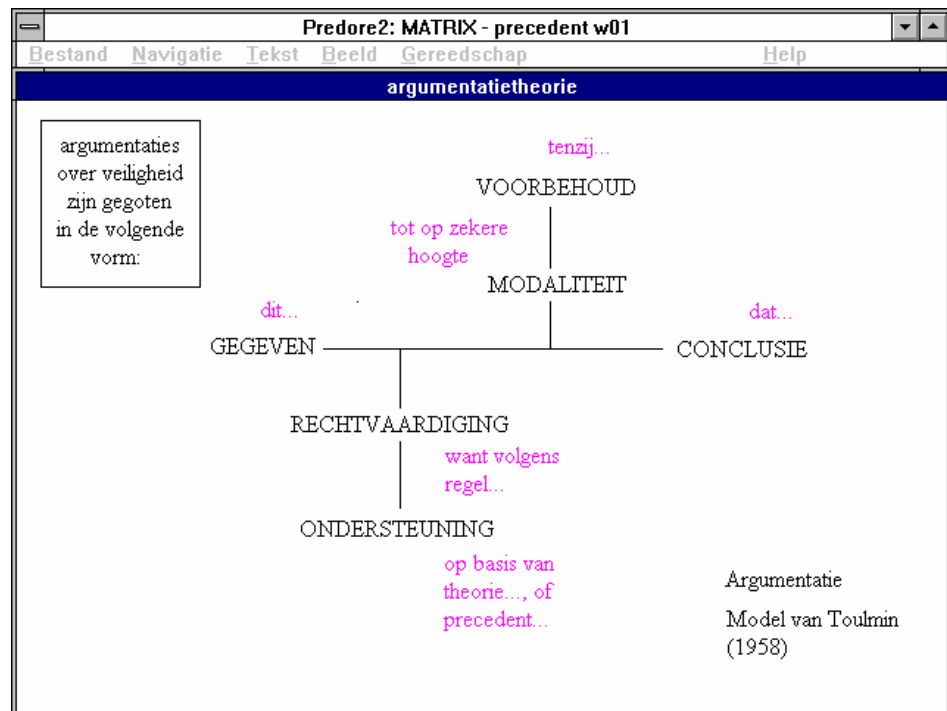 Predore2: MATRIX - precedent w01
Bestand Navigatie Tekst Beeld Gereedschap Help
argumentatietheorie
argumentaties
over veiligheid
zijn gegoten
in de volgende
vorm:
tenzij...
VOORBEHOUD
tot op zekere
hoogte
MODALITEIT
dit...
dat...
GEGEVEN
CONCLUSIE
RECHTVAARDIGING
want volgens
regel...
ONDERSTEUNING
op basis van
theorie..., of
precedent...
Argumentatie
Model van Toulmin
(1958)